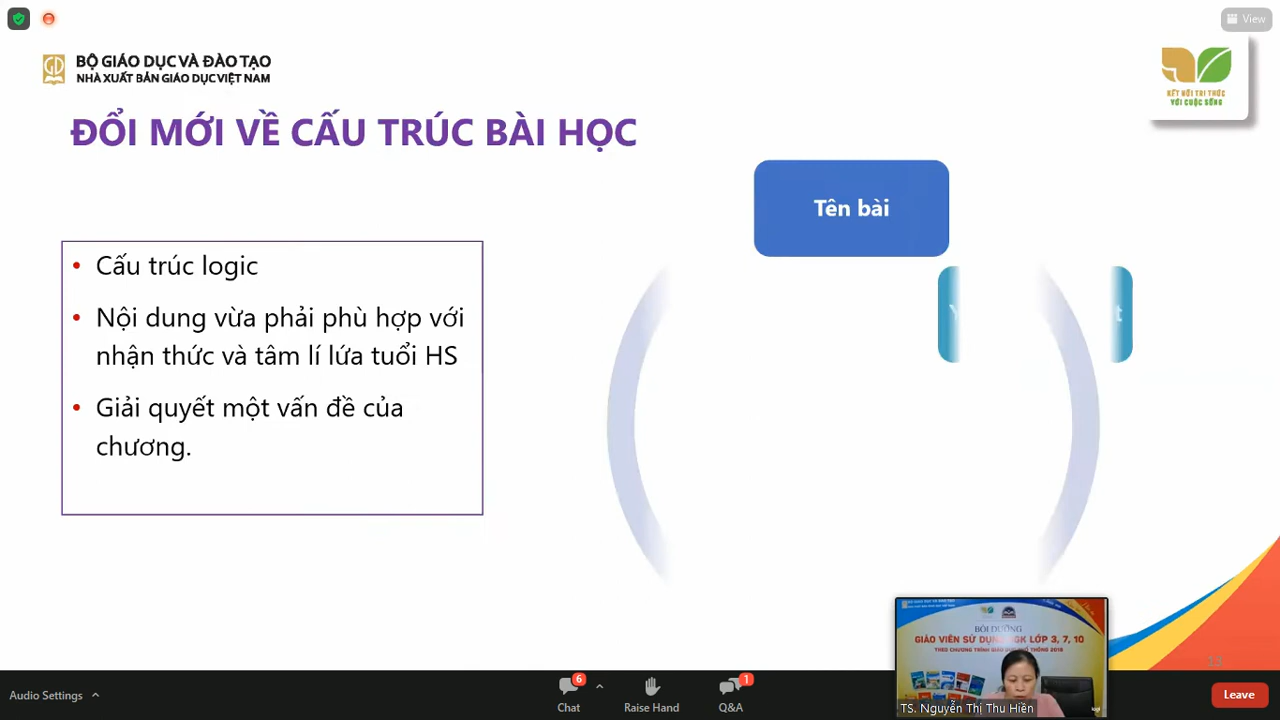 View
BỘ GIÁO DỤC VÀ ĐÀO TẠO
NHÀ XUẤT BẢN GIÁO DỤC VIỆT NAM
KẾT NỐI TRI THỨC
VỚI CUỘC SỐNG
ĐỔI MỚI VỀ CẤU TRÚC BÀI HỌC
Tên bài
• Cấu trúc logic
• Nội dung vừa phải phù hợp với
nhận thức và tâm lí lứa tuổi HS
• Giải quyết một vấn đề của
chương.
BỒI DƯỠNG
GIÁO VIÊN SỬ DỤNG SGK LỚP 3, 7, 10
THEO CHƯƠNG TRÌNH GIÁO DỤC PHỔ THÔNG 2018
TS. Nguyễn Thị Thu Hiền
13
Audio Settings
6
Chat
Raise Hand
1
Q&A
Leave